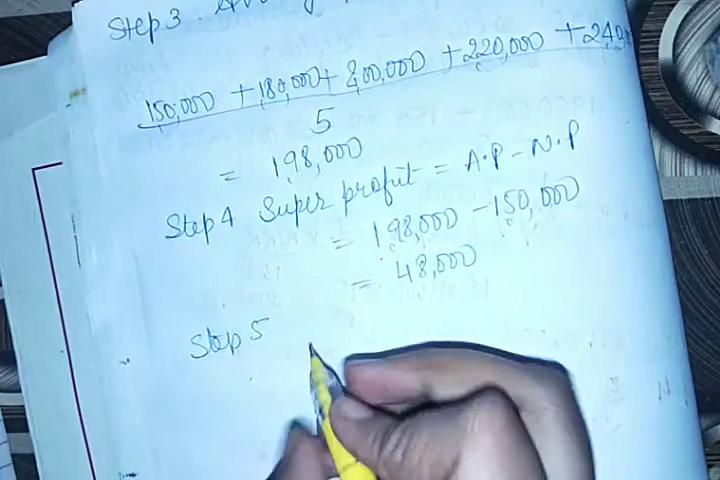 Step 3.
150,000 + 180,000 + 200,000 + 220,000 + 240
5
= 198,000
Step 4 Super profit = A.P - N.P
= 198,000 - 150,000
= 48,000
Step 5